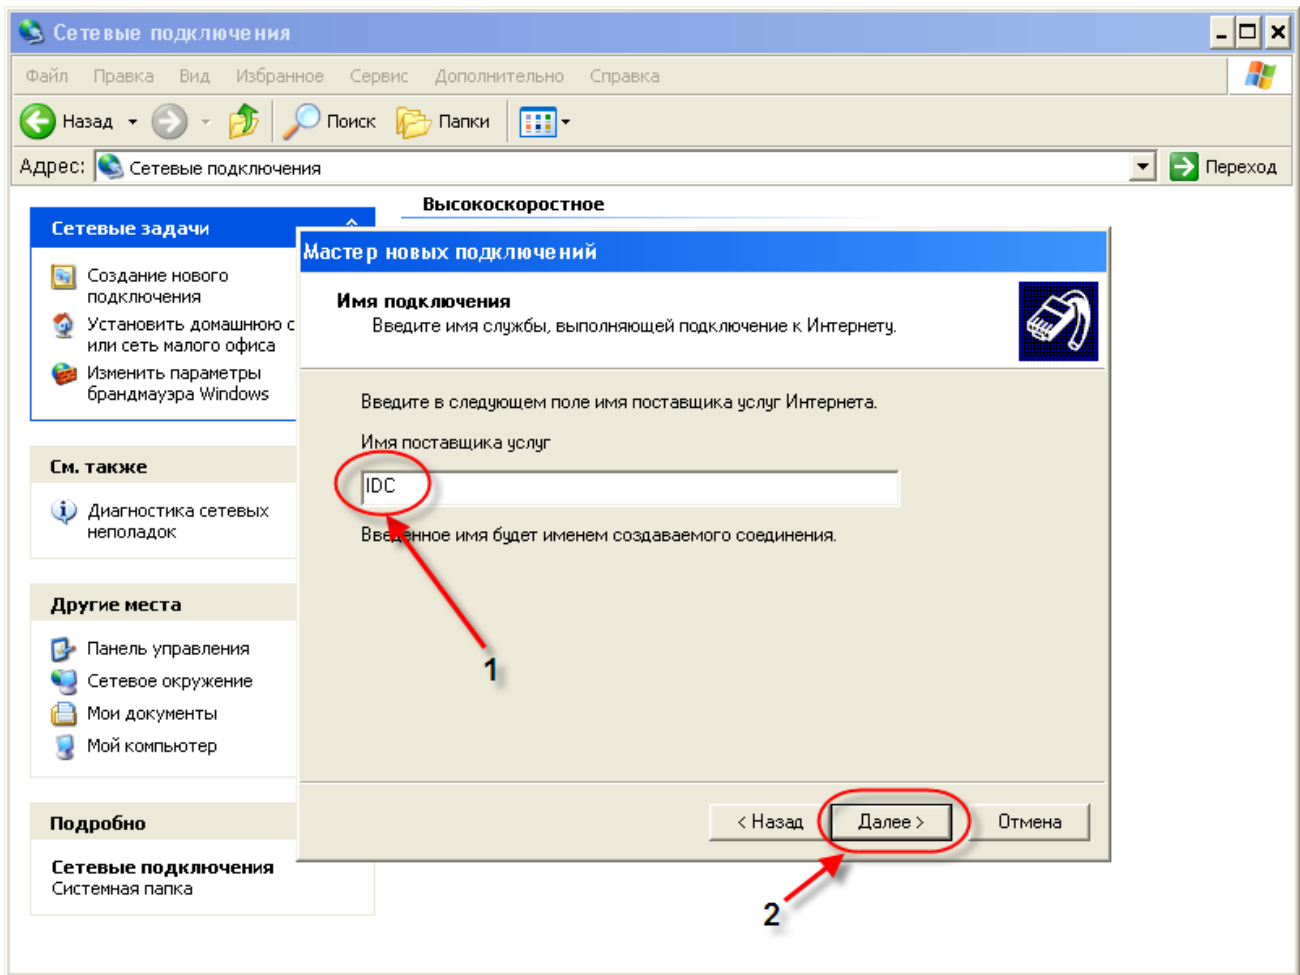 Сетевые подключения
Файл Правка Вид Избранное Сервис Дополнительно Справка
Назад Поиск Папки
Адрес: Сетевые подключения Переход
Высокоскоростное
Сетевые задачи
Создание нового
подключения
Установить домашнюю с
или сеть малого офиса
Изменить параметры
брандмауэра Windows
См. также
Диагностика сетевых
неполадок
Другие места
Панель управления
Сетевое окружение
Мои документы
Мой компьютер
Подробно
Сетевые подключения
Системная папка
Мастер новых подключений
Имя подключения
Введите имя службы, выполняющей подключение к Интернету.
Введите в следующем поле имя поставщика услуг Интернета.
Имя поставщика услуг
IDC
Введенное имя будет именем создаваемого соединения.
1
< Назад Далее > Отмена
2